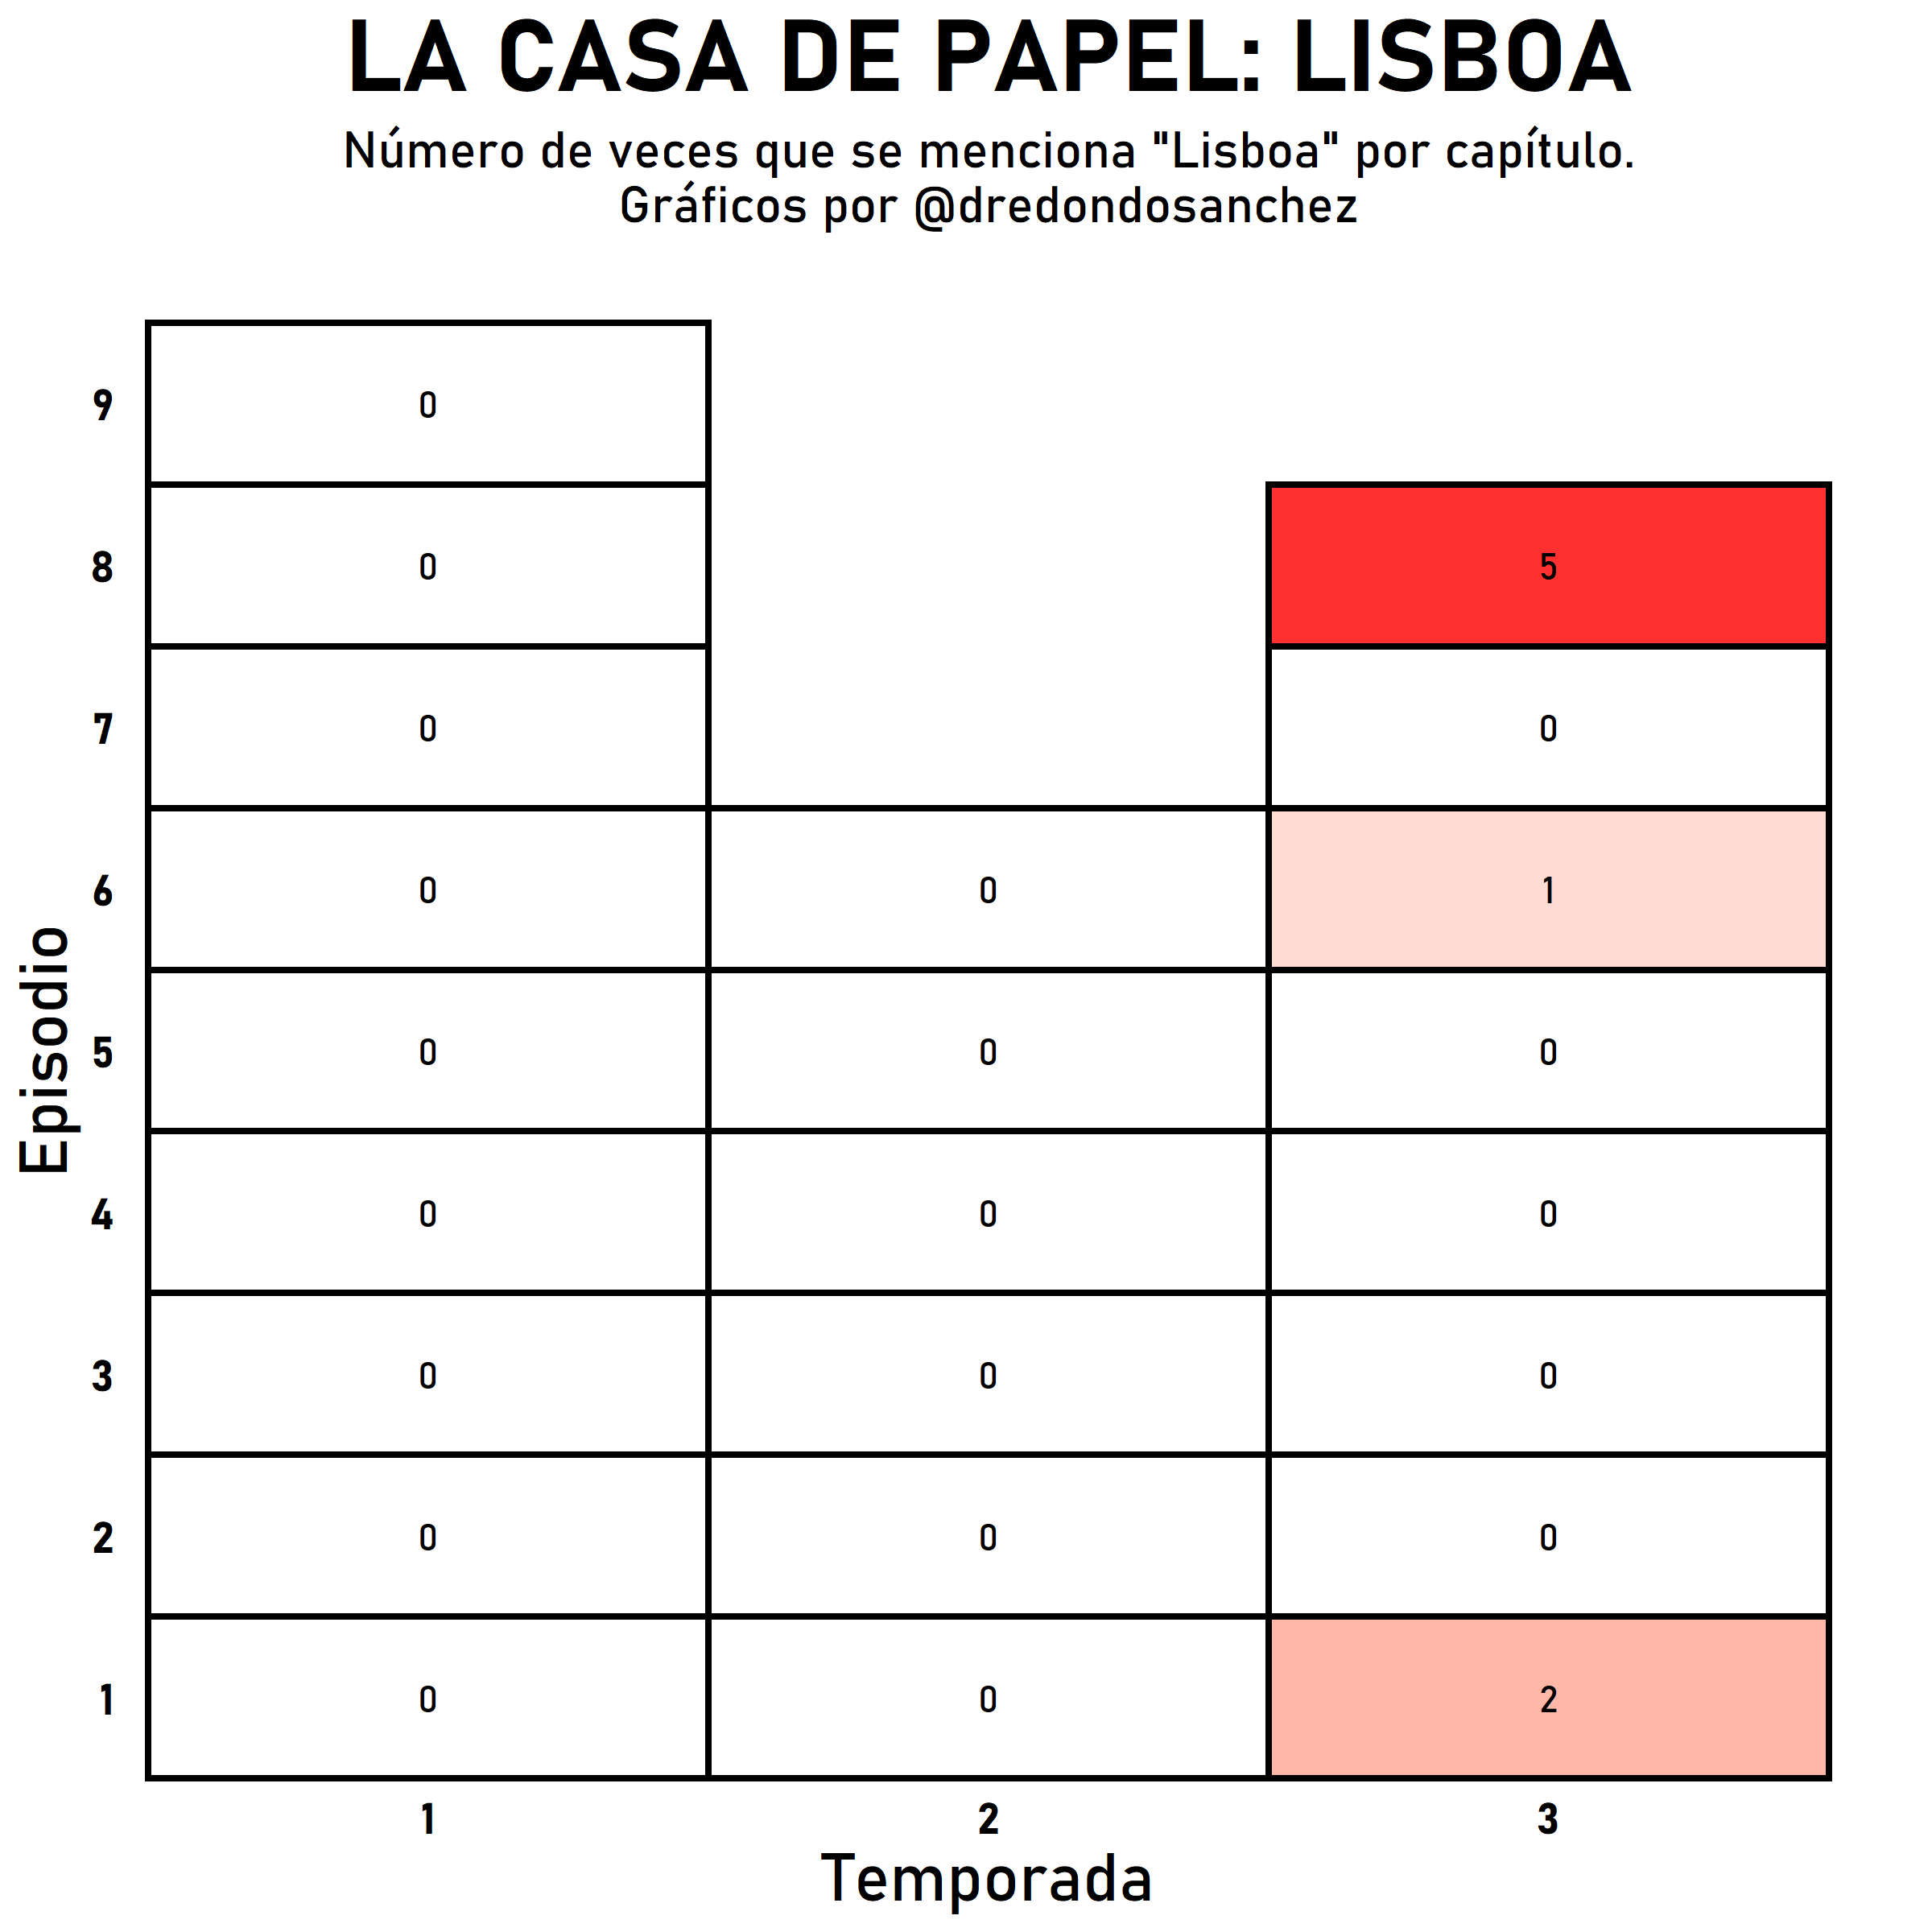 LA CASA DE PAPEL: LISBOA
Número de veces que se menciona "Lisboa" por capítulo.
Gráficos por @dredondosanchez
Episodio
9 0
8 0 5
7 0 0
6 0 0 1
5 0 0 0
4 0 0 0
3 0 0 0
2 0 0 0
1 0 0 2
1 2 3
Temporada